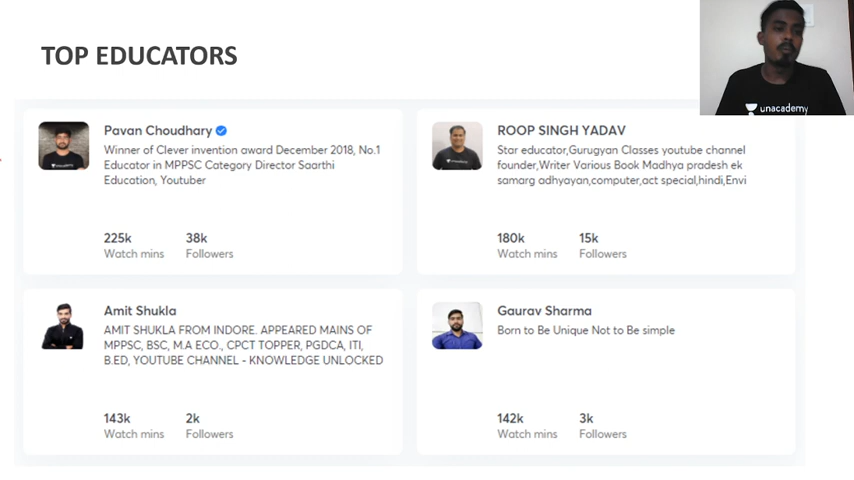 TOP EDUCATORS
unacademy
Pavan Choudhary
Winner of Clever invention award December 2018, No.1
Educator in MPPSC Category Director Saarthi
Education, Youtuber
225k
38k
Watch mins
Followers
ROOP SINGH YADAV
Star educator,Gurugyan Classes youtube channel
founder,Writer Various Book Madhya pradesh ek
samarg adhyayan,computer,act special,hindi,Envi
180k
15k
Watch mins
Followers
Amit Shukla
AMIT SHUKLA FROM INDORE. APPEARED MAINS OF
MPPSC, BSC, M.A ECO., CPCT TOPPER, PGDCA, ITI,
B.ED, YOUTUBE CHANNEL - KNOWLEDGE UNLOCKED
143k
2k
Watch mins
Followers
Gaurav Sharma
Born to Be Unique Not to Be simple
142k
3k
Watch mins
Followers